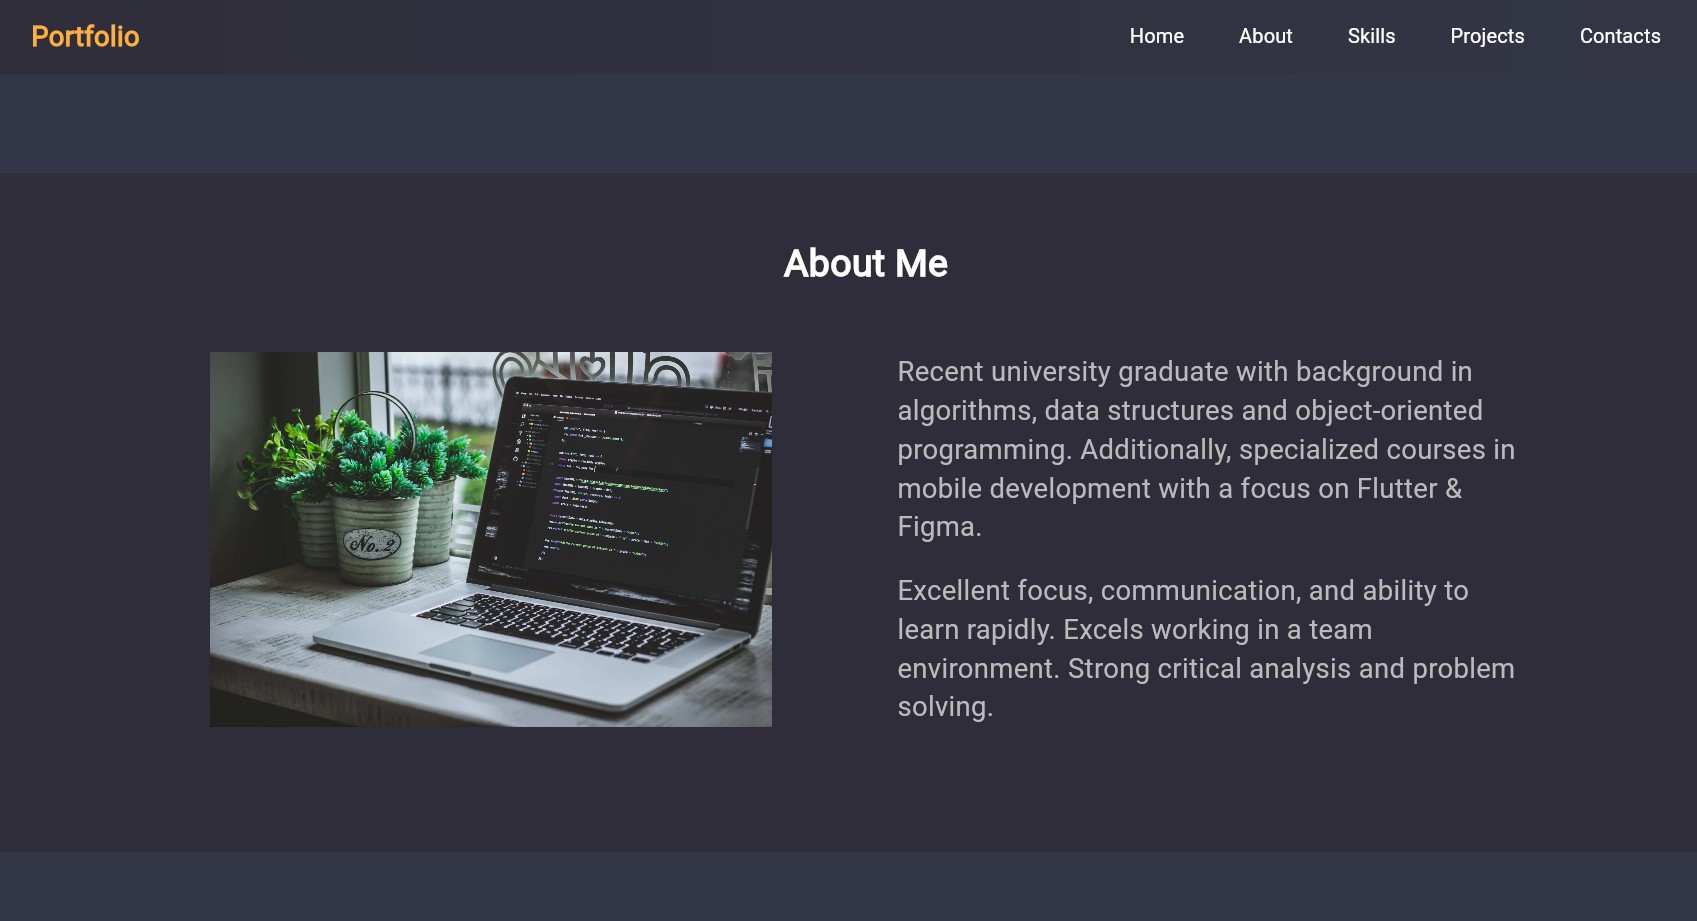 Portfolio
Home About Skills Projects Contacts
About Me
Recent university graduate with background in
algorithms, data structures and object-oriented
programming. Additionally, specialized courses in
mobile development with a focus on Flutter &
Figma.
Excellent focus, communication, and ability to
learn rapidly. Excels working in a team
environment. Strong critical analysis and problem
solving.
No. 2